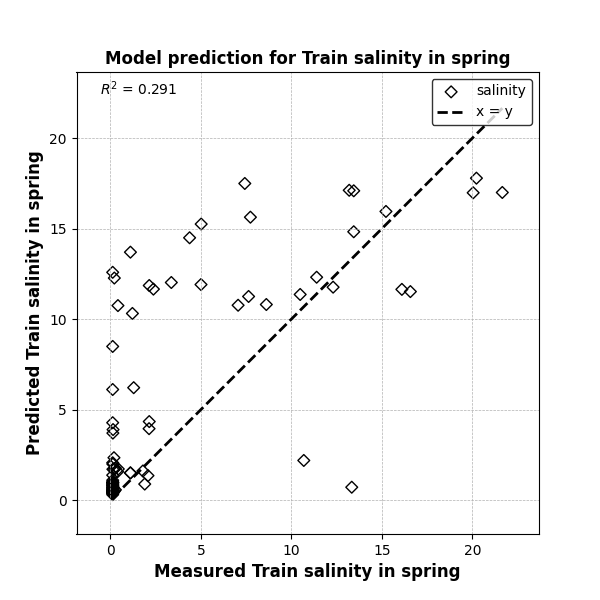 Model prediction for Train salinity in spring
R² = 0.291
salinity
x = y
20
15
10
5
0
Predicted Train salinity in spring
0 5 10 15 20
Measured Train salinity in spring